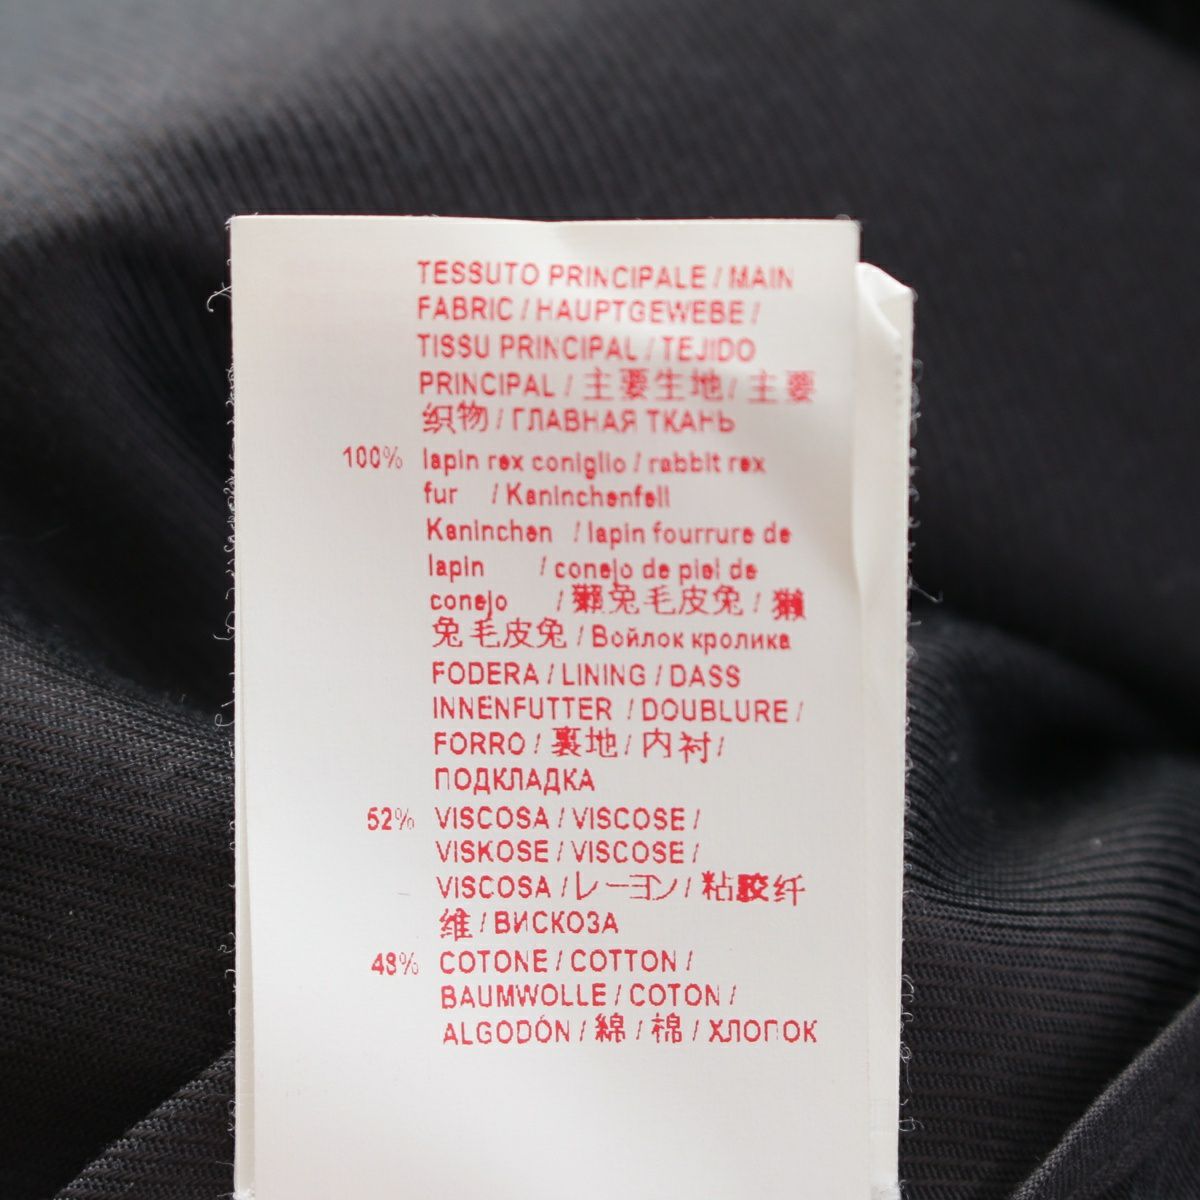 TESSUTO PRINCIPALE / MAIN
FABRIC / HAUPTGEWEBE /
TISSU PRINCIPAL / TEJIDO
PRINCIPAL / 主要生地 / 主要
织物 / ГЛАВНАЯ ТКАНЬ
100% lapin rex coniglio / rabbit rex
fur / Kaninchenfell
Kaninchen / lapin fourrure de
lapin / conejo de piel de
conejo / 獺兔毛皮兔 / 獭
兔毛皮兔 / Войлок кролика
FODERA / LINING / DASS
INNENFUTTER / DOUBLURE /
FORRO / 裏地 / 内衬 /
ПОДКЛАДКА
52% VISCOSA / VISCOSE /
VISKOSE / VISCOSE /
VISCOSA / レーヨン / 粘胶纤
维 / ВИСКОЗА
48% COTONE / COTTON /
BAUMWOLLE / COTON /
ALGODÓN / 綿 / 棉 / ХЛОПОК